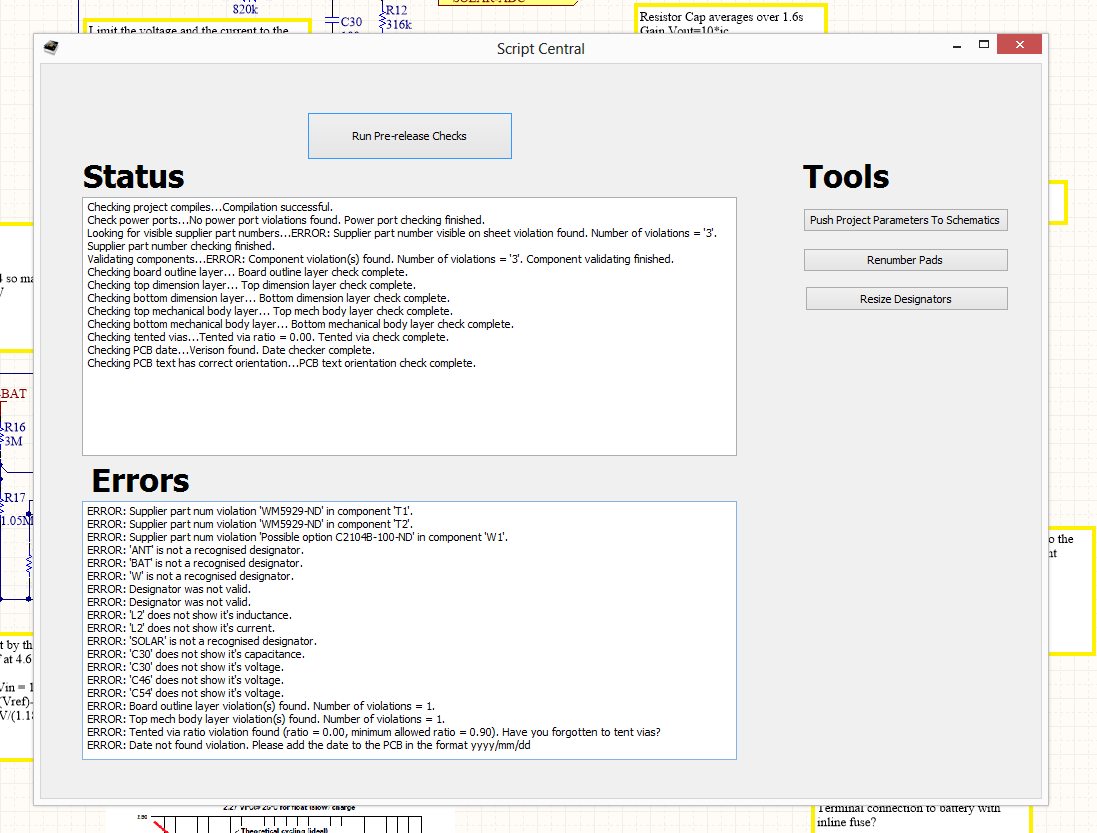 820k
C30
R12
316k
SOLAR ADC
Limit the voltage and the current to the
Resistor Cap averages over 1.6s
Gain Vout=10*ic
Script Central
Run Pre-release Checks
Status
Checking project compiles...Compilation successful.
Check power ports...No power port violations found. Power port checking finished.
Looking for visible supplier part numbers...ERROR: Supplier part number visible on sheet violation found. Number of violations = '3'.
Supplier part number checking finished.
Validating components...ERROR: Component violation(s) found. Number of violations = '3'. Component validating finished.
Checking board outline layer... Board outline layer check complete.
Checking top dimension layer... Top dimension layer check complete.
Checking bottom dimension layer... Bottom dimension layer check complete.
Checking top mechanical body layer... Top mech body layer check complete.
Checking bottom mechanical body layer... Bottom mechanical body layer check complete.
Checking tented vias...Tented via ratio = 0.00. Tented via check complete.
Checking PCB date...Verison found. Date checker complete.
Checking PCB text has correct orientation...PCB text orientation check complete.
Tools
Push Project Parameters To Schematics
Renumber Pads
Resize Designators
Errors
ERROR: Supplier part num violation 'WM5929-ND' in component 'T1'.
ERROR: Supplier part num violation 'WM5929-ND' in component 'T2'.
ERROR: Supplier part num violation 'Possible option C2104B-100-ND' in component 'W1'.
ERROR: 'ANT' is not a recognised designator.
ERROR: 'BAT' is not a recognised designator.
ERROR: 'W' is not a recognised designator.
ERROR: Designator was not valid.
ERROR: Designator was not valid.
ERROR: 'L2' does not show it's inductance.
ERROR: 'L2' does not show it's current.
ERROR: 'SOLAR' is not a recognised designator.
ERROR: 'C30' does not show it's capacitance.
ERROR: 'C30' does not show it's voltage.
ERROR: 'C46' does not show it's voltage.
ERROR: 'C54' does not show it's voltage.
ERROR: Board outline layer violation(s) found. Number of violations = 1.
ERROR: Top mech body layer violation(s) found. Number of violations = 1.
ERROR: Tented via ratio violation found (ratio = 0.00, minimum allowed ratio = 0.90). Have you forgotten to tent vias?
ERROR: Date not found violation. Please add the date to the PCB in the format yyyy/mm/dd
so ma
BAT
R16
3M
R17
1.05M
t by th
at 4.6
Vin = 1
(Vref)-
V/(1.18
o the
nt
2.50
Theoretical cycling (ideal)
Terminal connection to battery with
inline fuse?